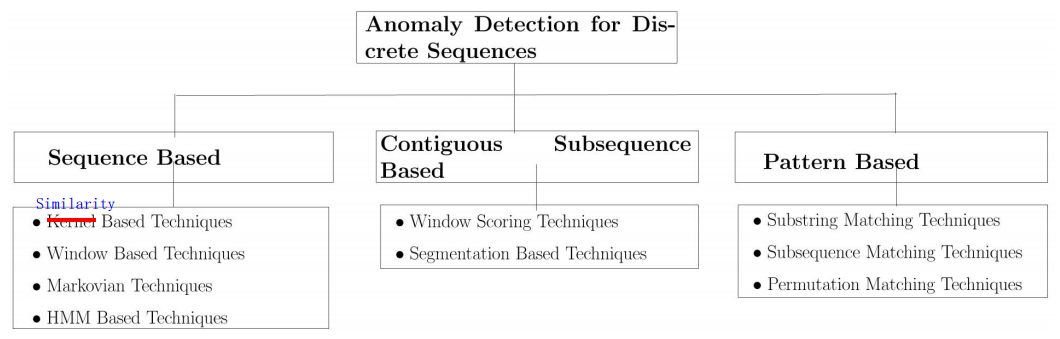 Anomaly Detection for Dis-
crete Sequences
Sequence Based
Similarity
• Kernel Based Techniques
• Window Based Techniques
• Markovian Techniques
• HMM Based Techniques
Contiguous Subsequence
Based
• Window Scoring Techniques
• Segmentation Based Techniques
Pattern Based
• Substring Matching Techniques
• Subsequence Matching Techniques
• Permutation Matching Techniques